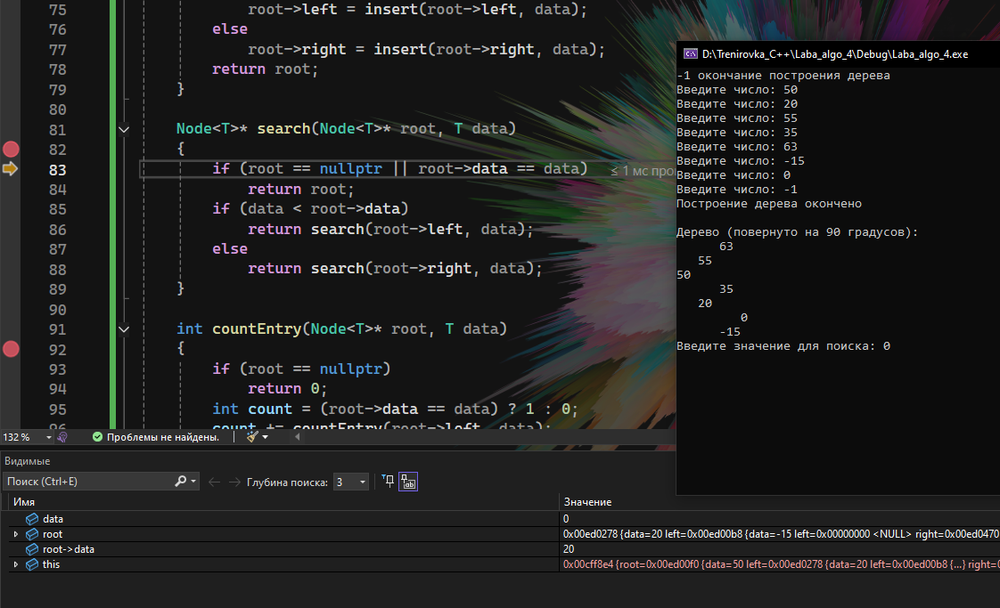 75 root->left = insert(root->left, data);
76 else
77 root->right = insert(root->right, data);
78 return root;
79 }
80
81 Node<T>* search(Node<T>* root, T data)
82 {
83 if (root == nullptr || root->data == data) ≤ 1 мс про
84 return root;
85 if (data < root->data)
86 return search(root->left, data);
87 else
88 return search(root->right, data);
89 }
90
91 int countEntry(Node<T>* root, T data)
92 {
93 if (root == nullptr)
94 return 0;
95 int count = (root->data == data) ? 1 : 0;
96 count += countEntry(root->left, data);
D:\Trenirovka_C++\Laba_algo_4\Debug\Laba_algo_4.exe
-1 окончание построения дерева
Введите число: 50
Введите число: 20
Введите число: 55
Введите число: 35
Введите число: 63
Введите число: -15
Введите число: 0
Введите число: -1
Построение дерева окончено
Дерево (повернуто на 90 градусов):
63
55
50
35
20
0
-15
Введите значение для поиска: 0
132 % Проблемы не найдены.
Видимые
Поиск (Ctrl+E) Глубина поиска: 3
Имя Значение
data 0
root 0x00ed0278 {data=20 left=0x00ed00b8 {data=-15 left=0x00000000 <NULL> right=0x00ed0470
root->data 20
this 0x00cff8e4 {root=0x00ed00f0 {data=50 left=0x00ed0278 {data=20 left=0x00ed00b8 {...} right=0